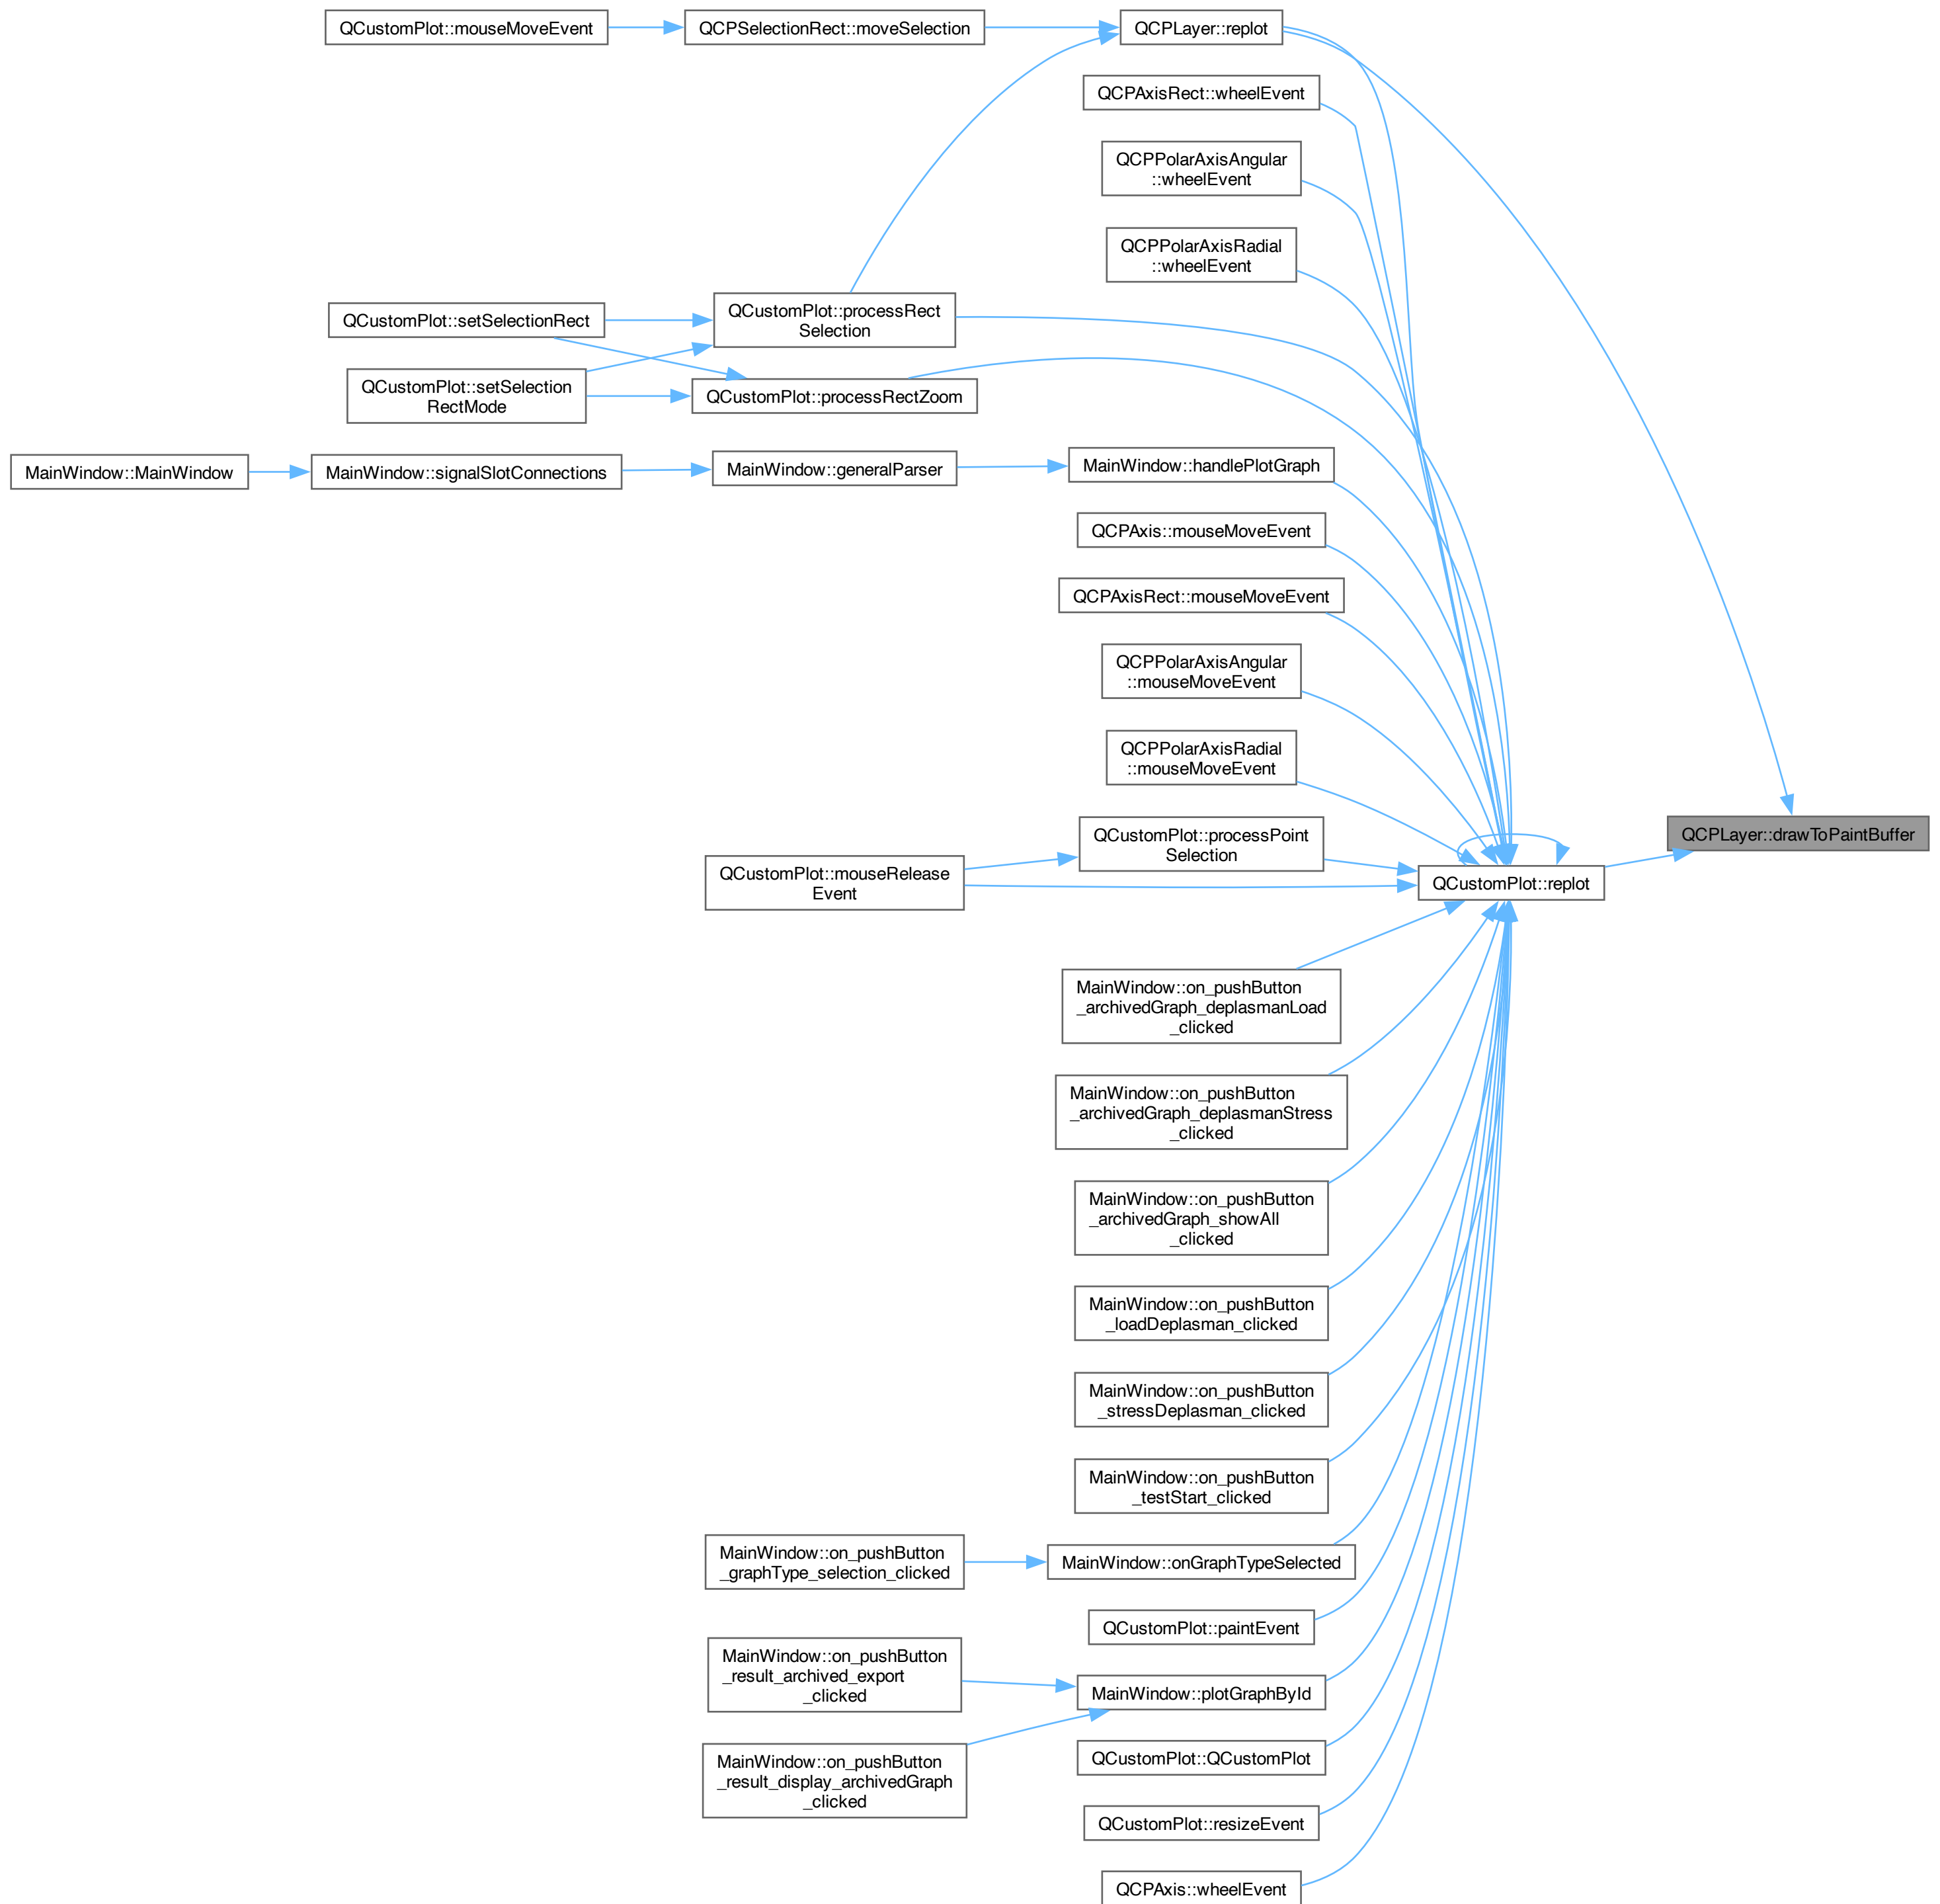 QCustomPlot::mouseMoveEvent
QCPSelectionRect::moveSelection
QCPLayer::replot
QCPAxisRect::wheelEvent
QCPPolarAxisAngular
::wheelEvent
QCPPolarAxisRadial
::wheelEvent
QCustomPlot::setSelectionRect
QCustomPlot::processRect
Selection
QCustomPlot::setSelection
RectMode
QCustomPlot::processRectZoom
MainWindow::MainWindow
MainWindow::signalSlotConnections
MainWindow::generalParser
MainWindow::handlePlotGraph
QCPAxis::mouseMoveEvent
QCPAxisRect::mouseMoveEvent
QCPPolarAxisAngular
::mouseMoveEvent
QCPPolarAxisRadial
::mouseMoveEvent
QCustomPlot::mouseRelease
Event
QCustomPlot::processPoint
Selection
QCustomPlot::replot
QCPLayer::drawToPaintBuffer
MainWindow::on_pushButton
_archivedGraph_deplasmanLoad
_clicked
MainWindow::on_pushButton
_archivedGraph_deplasmanStress
_clicked
MainWindow::on_pushButton
_archivedGraph_showAll
_clicked
MainWindow::on_pushButton
_loadDeplasman_clicked
MainWindow::on_pushButton
_stressDeplasman_clicked
MainWindow::on_pushButton
_testStart_clicked
MainWindow::on_pushButton
_graphType_selection_clicked
MainWindow::onGraphTypeSelected
QCustomPlot::paintEvent
MainWindow::on_pushButton
_result_archived_export
_clicked
MainWindow::plotGraphById
MainWindow::on_pushButton
_result_display_archivedGraph
_clicked
QCustomPlot::QCustomPlot
QCustomPlot::resizeEvent
QCPAxis::wheelEvent